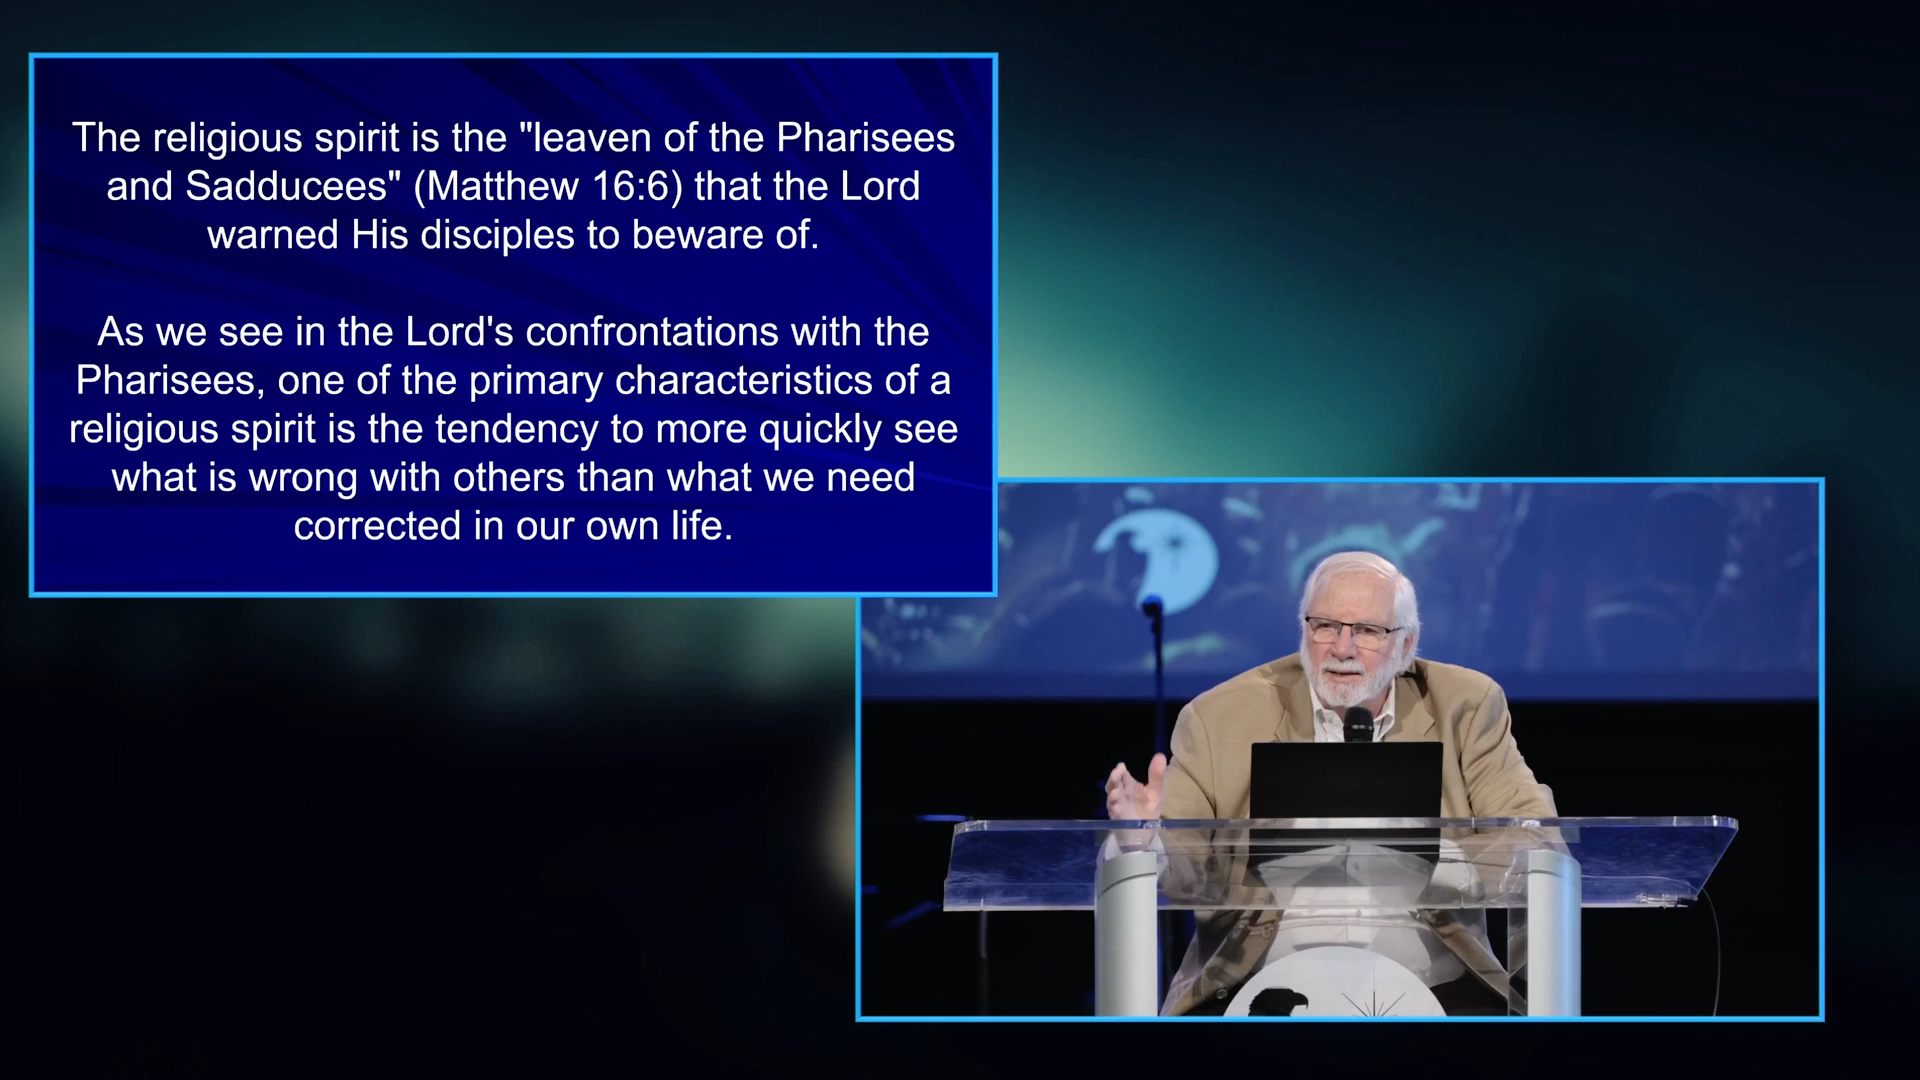 The religious spirit is the "leaven of the Pharisees
and Sadducees" (Matthew 16:6) that the Lord
warned His disciples to beware of.
As we see in the Lord's confrontations with the
Pharisees, one of the primary characteristics of a
religious spirit is the tendency to more quickly see
what is wrong with others than what we need
corrected in our own life.